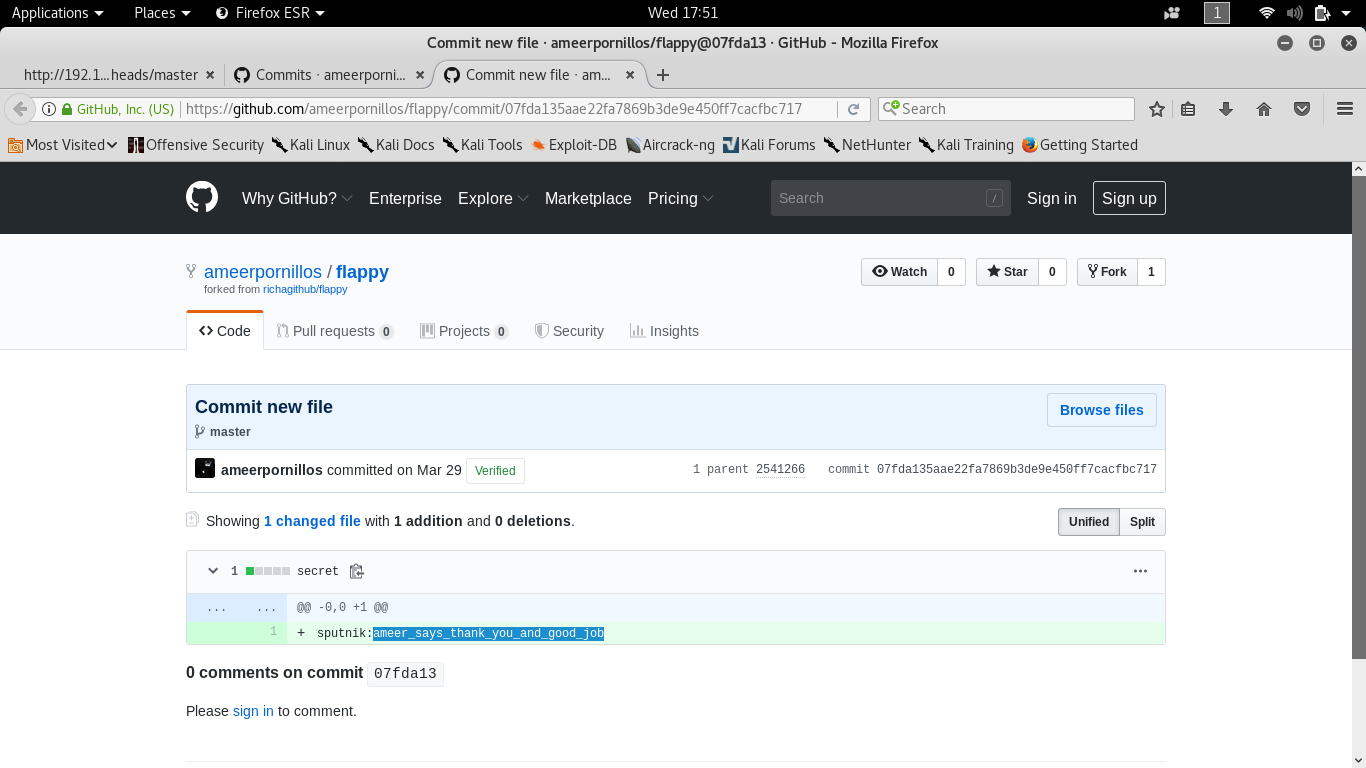 Applications Places Firefox ESR Wed 17:51 1
Commit new file · ameerpornillos/flappy@07fda13 · GitHub - Mozilla Firefox
http://192.1...heads/master Commits · ameerporni... Commit new file · am...
GitHub, Inc. (US) https://github.com/ameerpornillos/flappy/commit/07fda135aae22fa7869b3de9e450ff7cacfbc717 Search
Most Visited Offensive Security Kali Linux Kali Docs Kali Tools Exploit-DB Aircrack-ng Kali Forums NetHunter Kali Training Getting Started
Why GitHub? Enterprise Explore Marketplace Pricing Search / Sign in Sign up
ameerpornillos / flappy Watch 0 Star 0 Fork 1
forked from richagithub/flappy
Code Pull requests 0 Projects 0 Security Insights
Commit new file Browse files
master
ameerpornillos committed on Mar 29 Verified 1 parent 2541266 commit 07fda135aae22fa7869b3de9e450ff7cacfbc717
Showing 1 changed file with 1 addition and 0 deletions. Unified Split
1 secret ...
... ... @@ -0,0 +1 @@
1 + sputnik:ameer_says_thank_you_and_good_job
0 comments on commit 07fda13
Please sign in to comment.